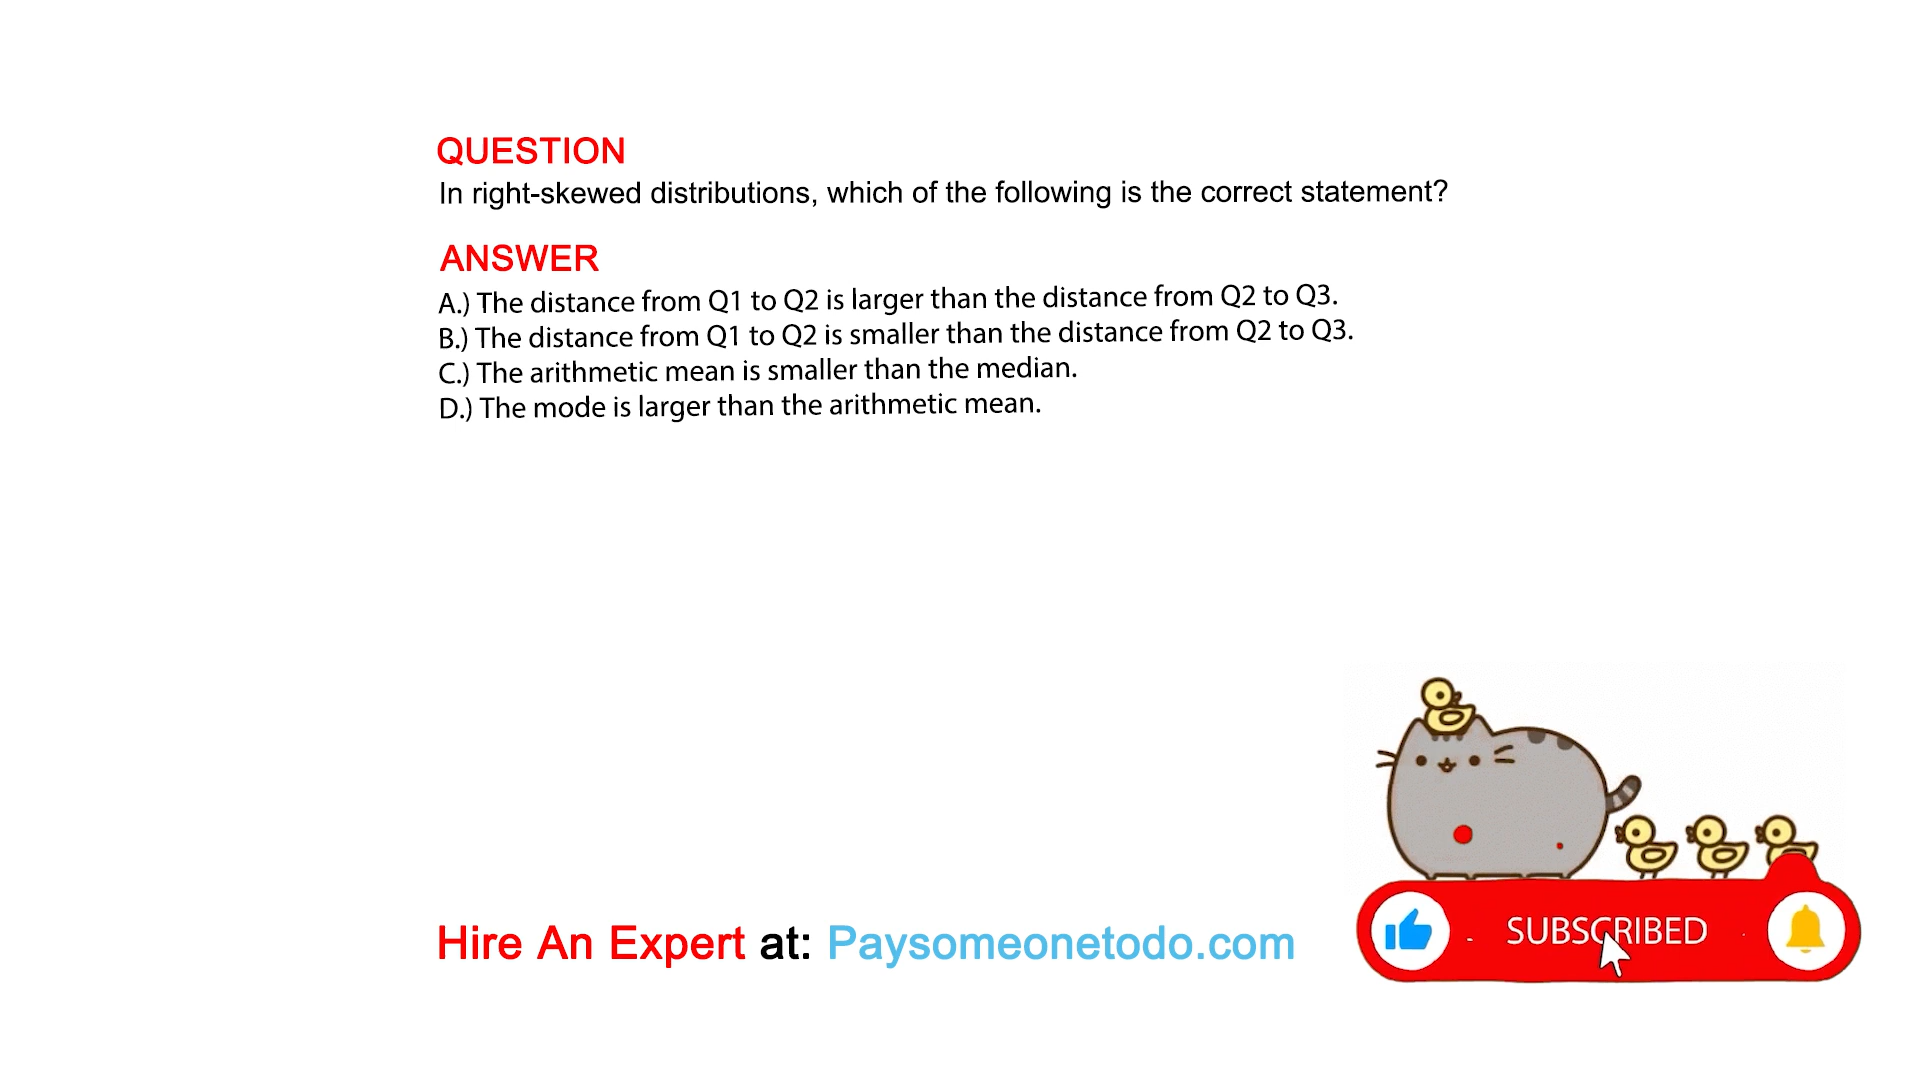 QUESTION
In right-skewed distributions, which of the following is the correct statement?
ANSWER
A.) The distance from Q1 to Q2 is larger than the distance from Q2 to Q3.
B.) The distance from Q1 to Q2 is smaller than the distance from Q2 to Q3.
C.) The arithmetic mean is smaller than the median.
D.) The mode is larger than the arithmetic mean.
Hire An Expert at: Paysomeonetodo.com
SUBSCRIBED